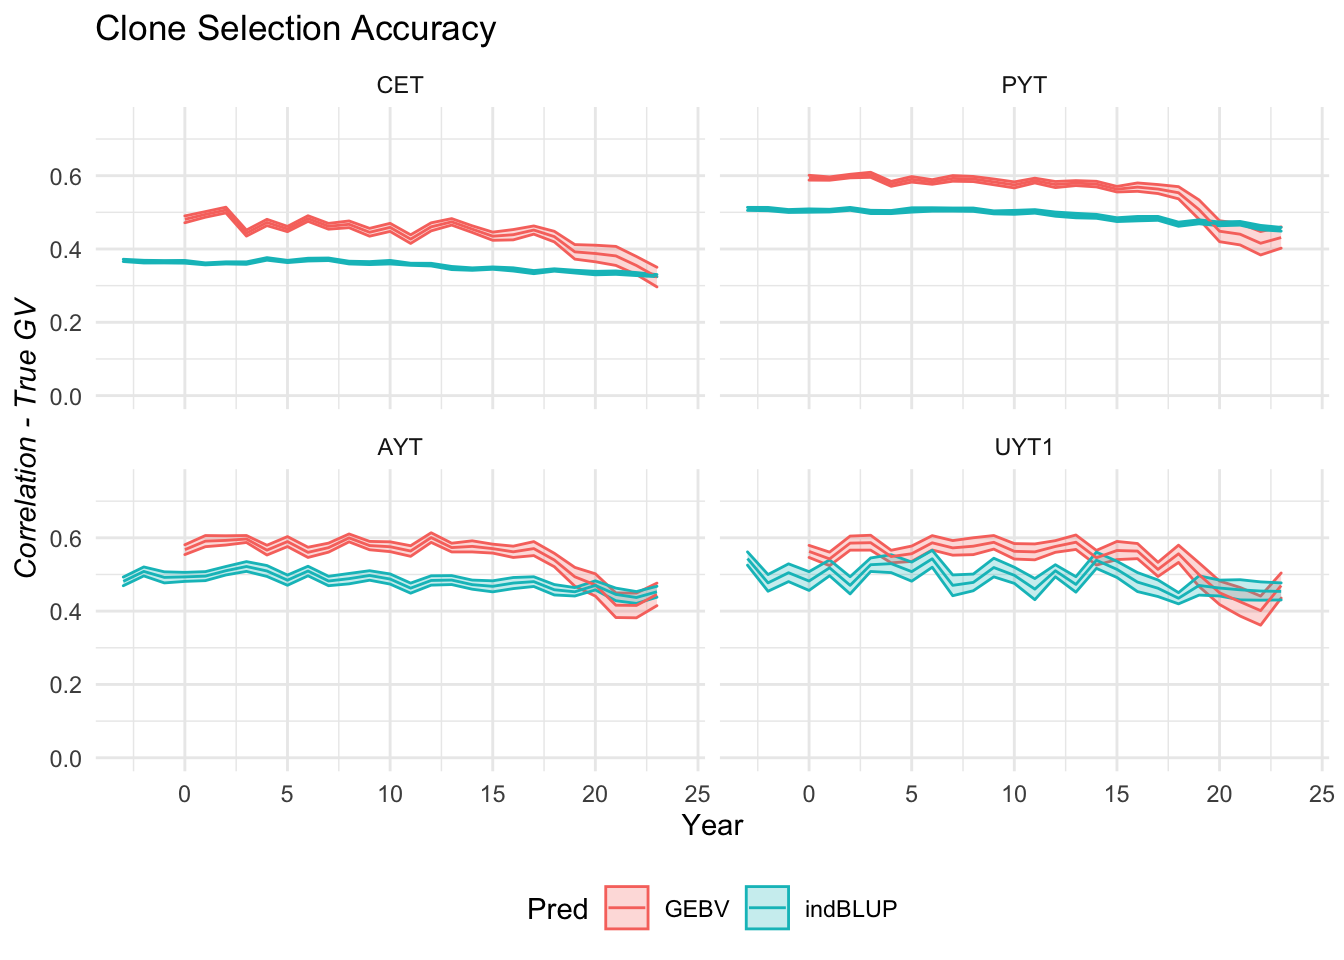 Clone Selection Accuracy
CET
PYT
0.6
0.4
0.2
0.0
AYT
UYT1
0.6
0.4
0.2
0.0
Correlation - True GV
0 5 10 15 20 25 0 5 10 15 20 25
Year
Pred GEBV indBLUP